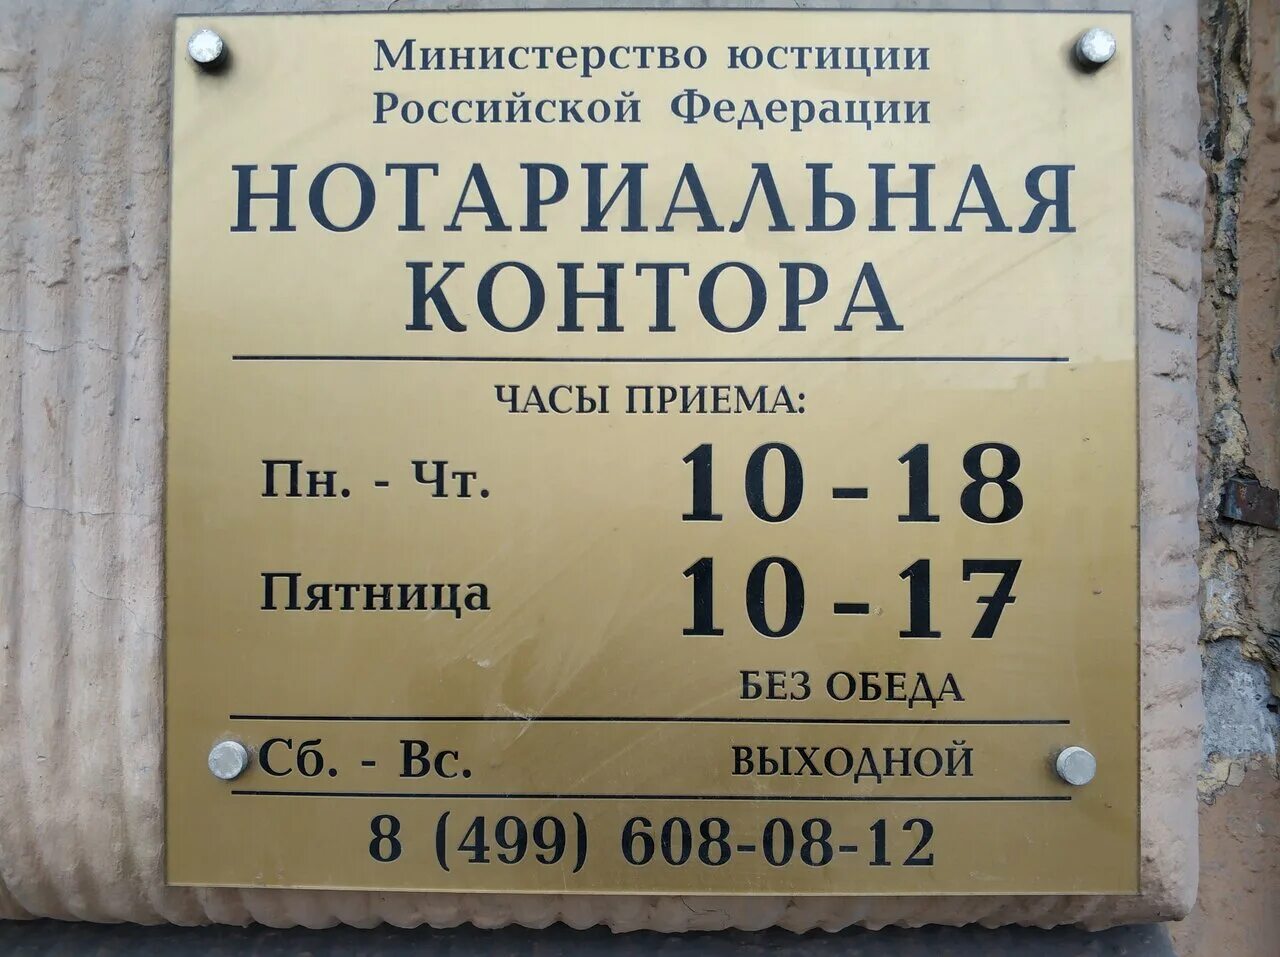 Министерство юстиции
Российской Федерации
НОТАРИАЛЬНАЯ
КОНТОРА
ЧАСЫ ПРИЕМА:
Пн. - Чт. 10 - 18
Пятница 10 - 17
БЕЗ ОБЕДА
Сб. - Вс. ВЫХОДНОЙ
8 (499) 608-08-12